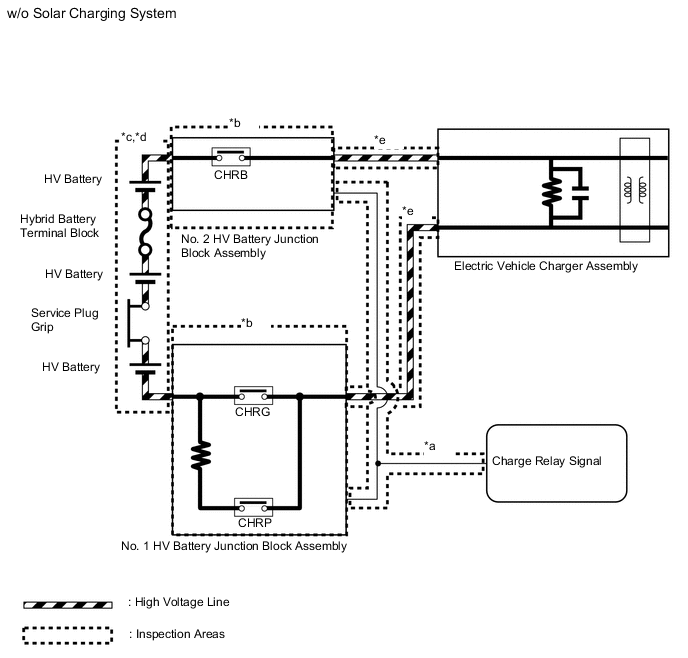 w/o Solar Charging System
*b
*c,*d
*e
CHRB
HV Battery
*e
Hybrid Battery
Terminal Block
No. 2 HV Battery Junction
Block Assembly
Electric Vehicle Charger Assembly
HV Battery
Service Plug
Grip
*b
HV Battery
CHRG
*a
Charge Relay Signal
CHRP
No. 1 HV Battery Junction Block Assembly
: High Voltage Line
: Inspection Areas